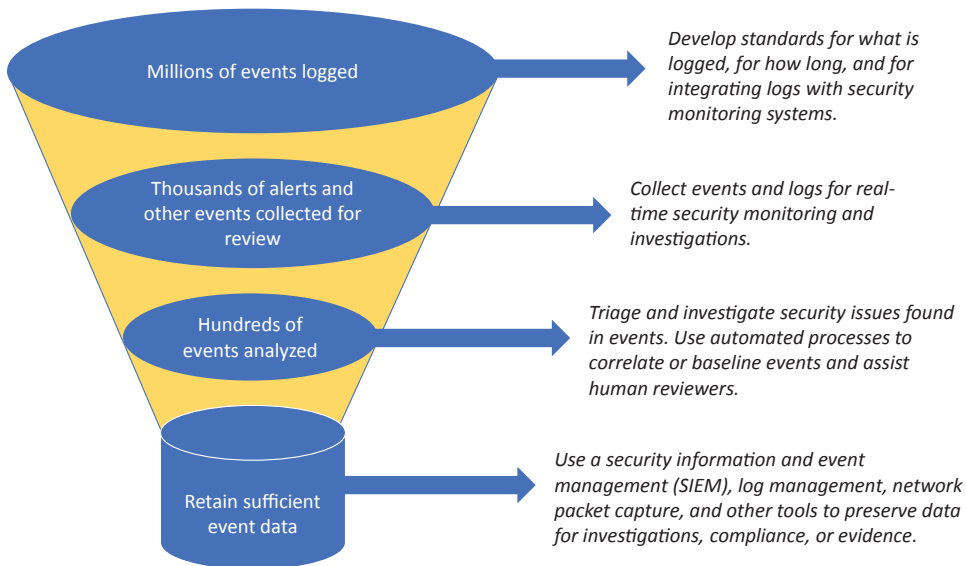 Millions of events logged
Develop standards for what is
logged, for how long, and for
integrating logs with security
monitoring systems.
Thousands of alerts and
other events collected for
review
Collect events and logs for real-
time security monitoring and
investigations.
Hundreds of
events analyzed
Triage and investigate security issues found
in events. Use automated processes to
correlate or baseline events and assist
human reviewers.
Retain sufficient
event data
Use a security information and event
management (SIEM), log management, network
packet capture, and other tools to preserve data
for investigations, compliance, or evidence.